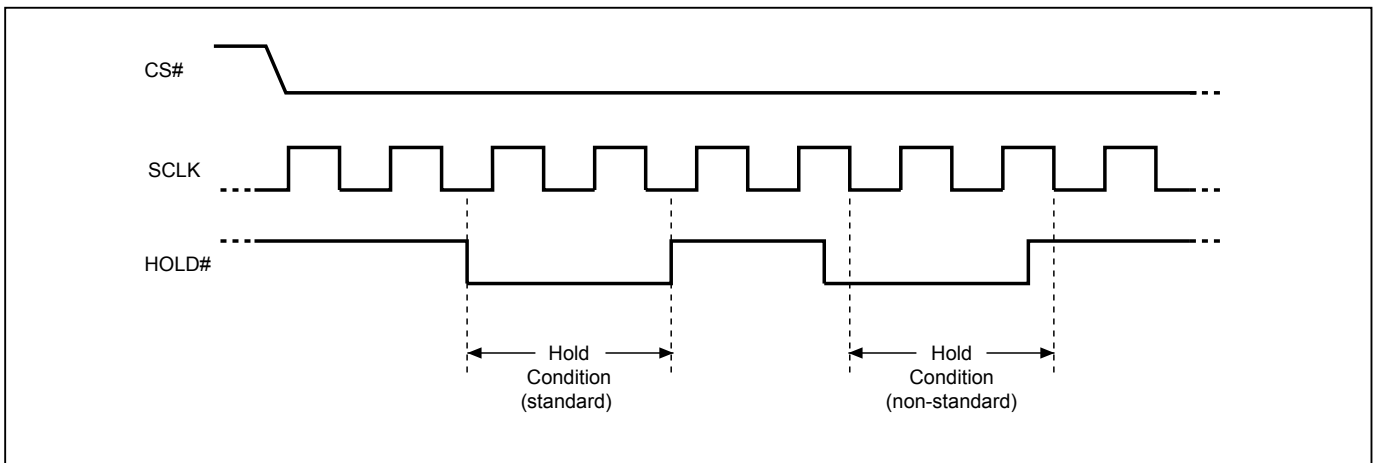 CS#
SCLK
HOLD#
Hold
Condition
(standard)
Hold
Condition
(non-standard)